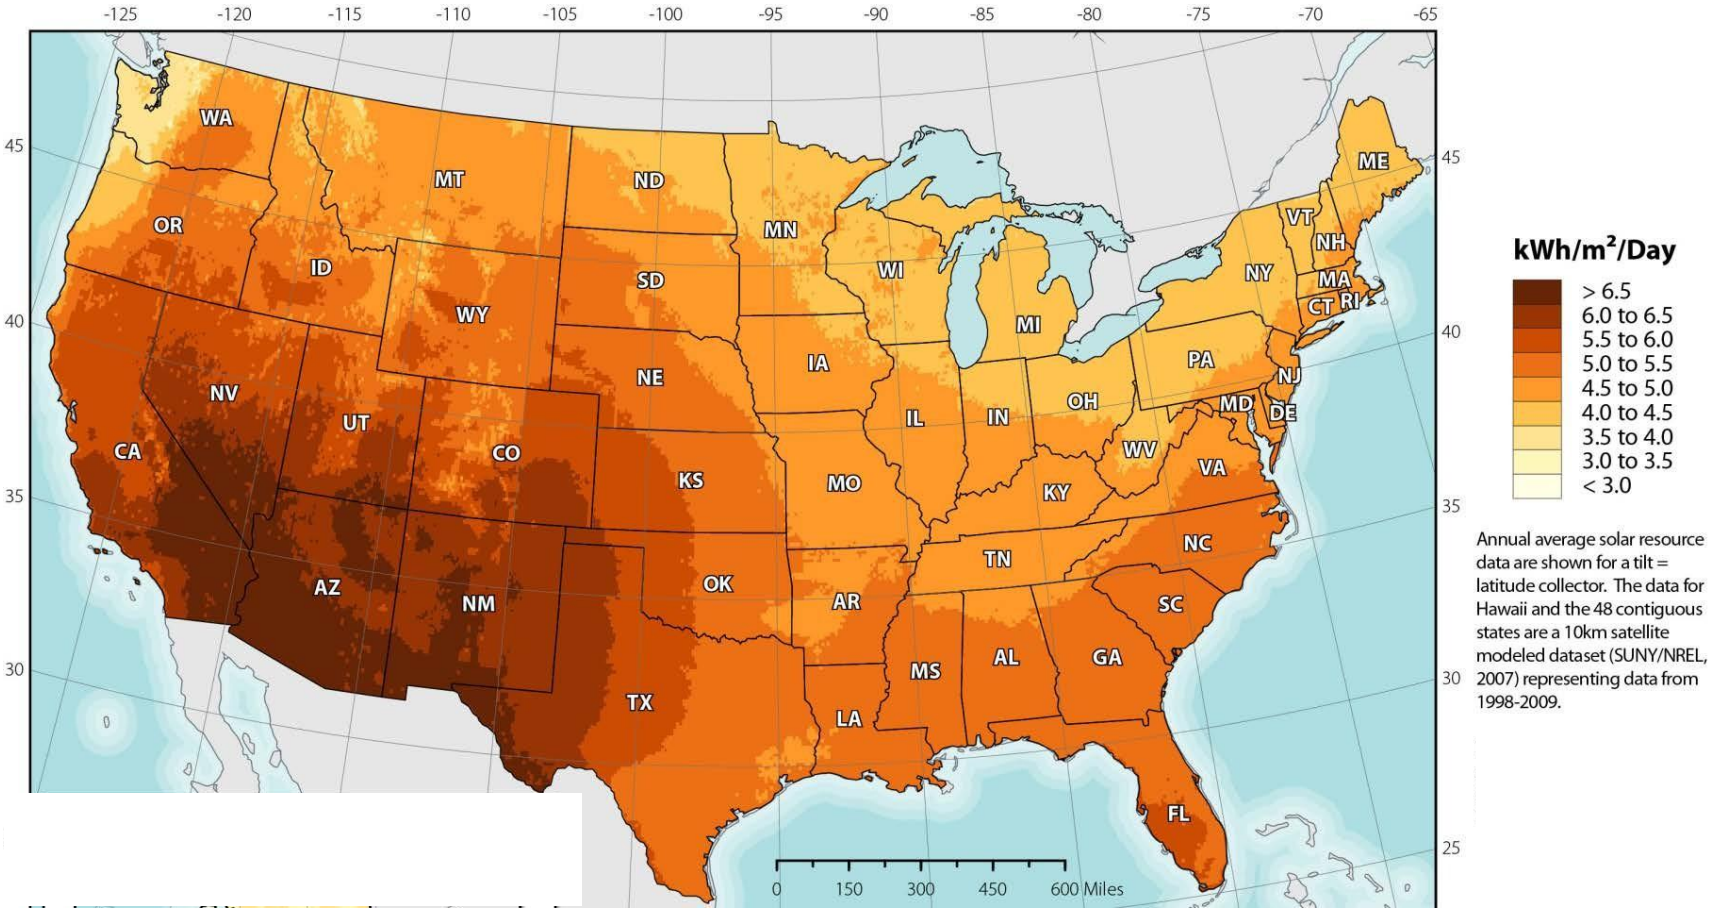 -125 -120 -115 -110 -105 -100 -95 -90 -85 -80 -75 -70 -65
WA
45
MT
ND
ME
45
OR
MN
VT
NH
ID
SD
WI
NY
MA
CT RI
WY
40
MI
40
IA
PA
NE
NJ
NV
UT
OH
MD
DE
IL
IN
CA
CO
WV
VA
KS
MO
KY
35
35
NC
TN
AZ
OK
NM
AR
SC
30
MS
AL
GA
30
TX
LA
FL
25
0 150 300 450 600 Miles
kWh/m²/Day
> 6.5
6.0 to 6.5
5.5 to 6.0
5.0 to 5.5
4.5 to 5.0
4.0 to 4.5
3.5 to 4.0
3.0 to 3.5
< 3.0
Annual average solar resource
data are shown for a tilt =
latitude collector. The data for
Hawaii and the 48 contiguous
states are a 10km satellite
modeled dataset (SUNY/NREL,
2007) representing data from
1998-2009.